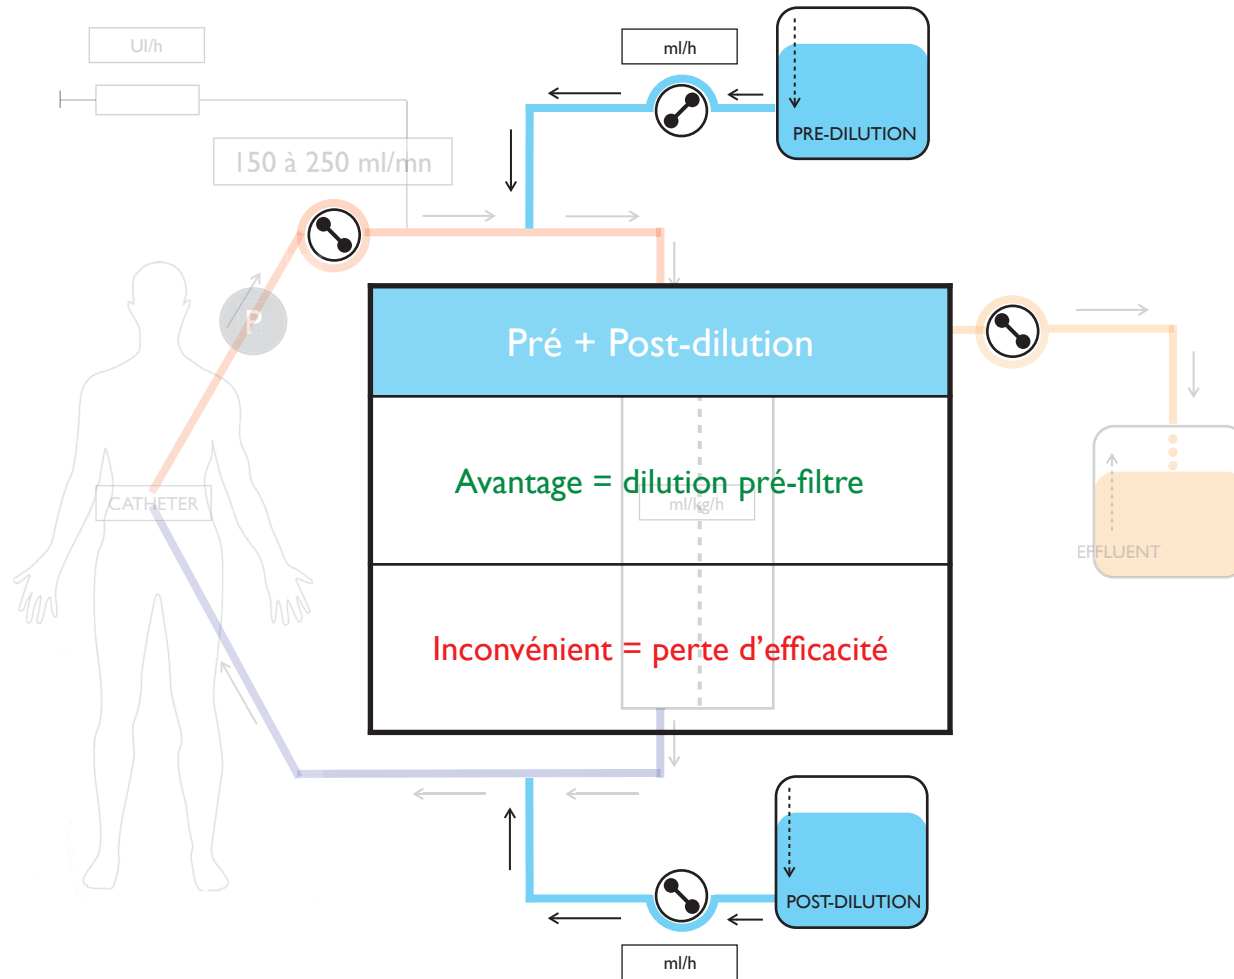 UI/h
ml/h
PRE-DILUTION
150 à 250 ml/mn
P
Pré + Post-dilution
Avantage = dilution pré-filtre
ml/kg/h
CATHETER
EFFLUENT
Inconvénient = perte d’efficacité
POST-DILUTION
ml/h